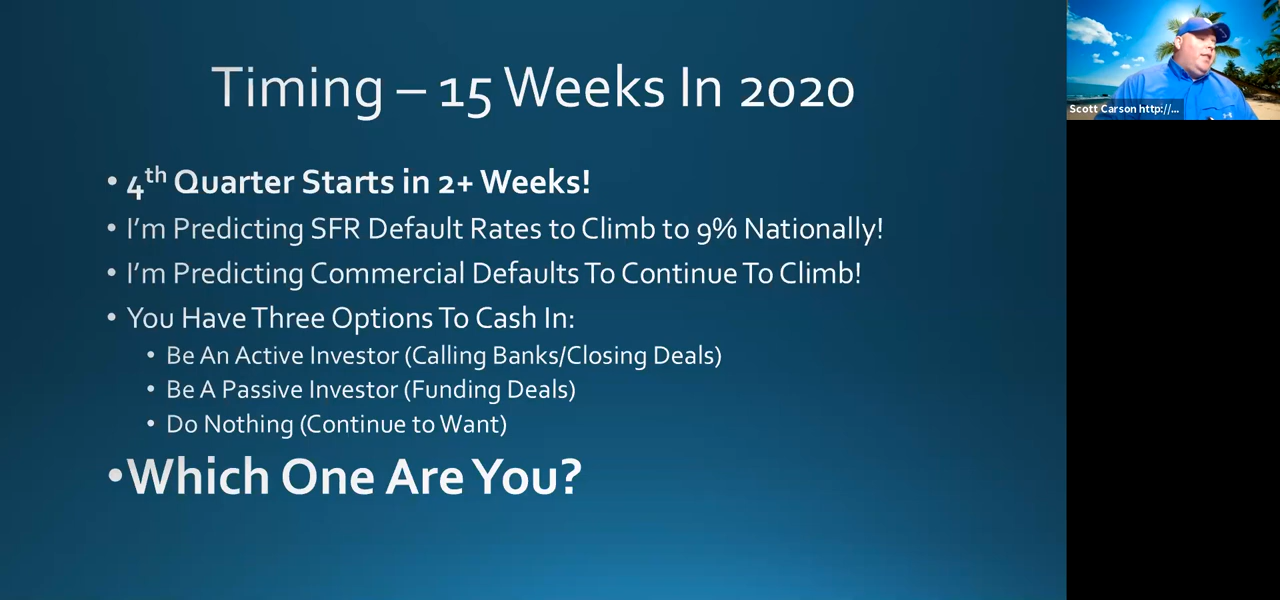 Timing – 15 Weeks In 2020
• 4th Quarter Starts in 2+ Weeks!
• I'm Predicting SFR Default Rates to Climb to 9% Nationally!
• I'm Predicting Commercial Defaults To Continue To Climb!
• You Have Three Options To Cash In:
• Be An Active Investor (Calling Banks/Closing Deals)
• Be A Passive Investor (Funding Deals)
• Do Nothing (Continue to Want)
•Which One Are You?
Scott Carson http://...